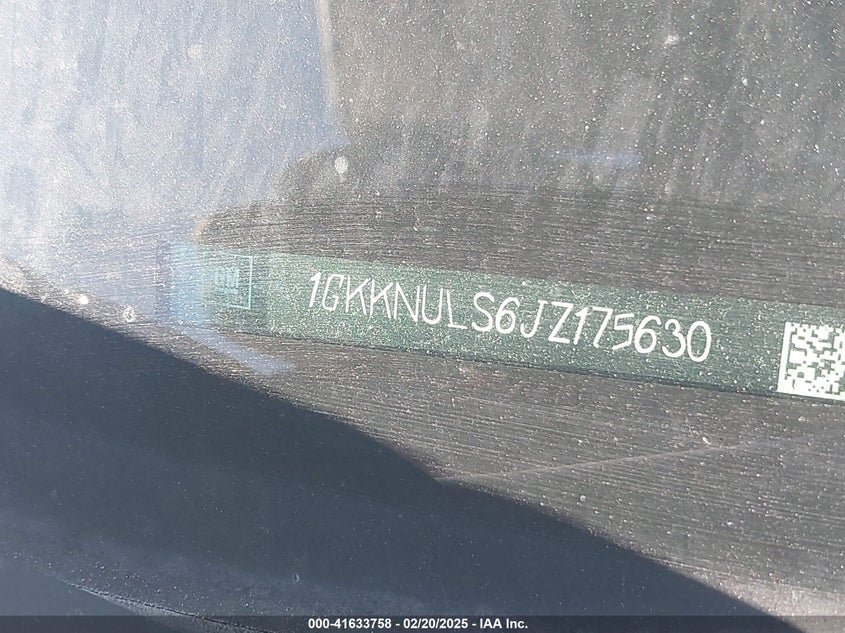 GM
1GKKNULS6JZ175630
000-41633758 - 02/20/2025 - IAA Inc.